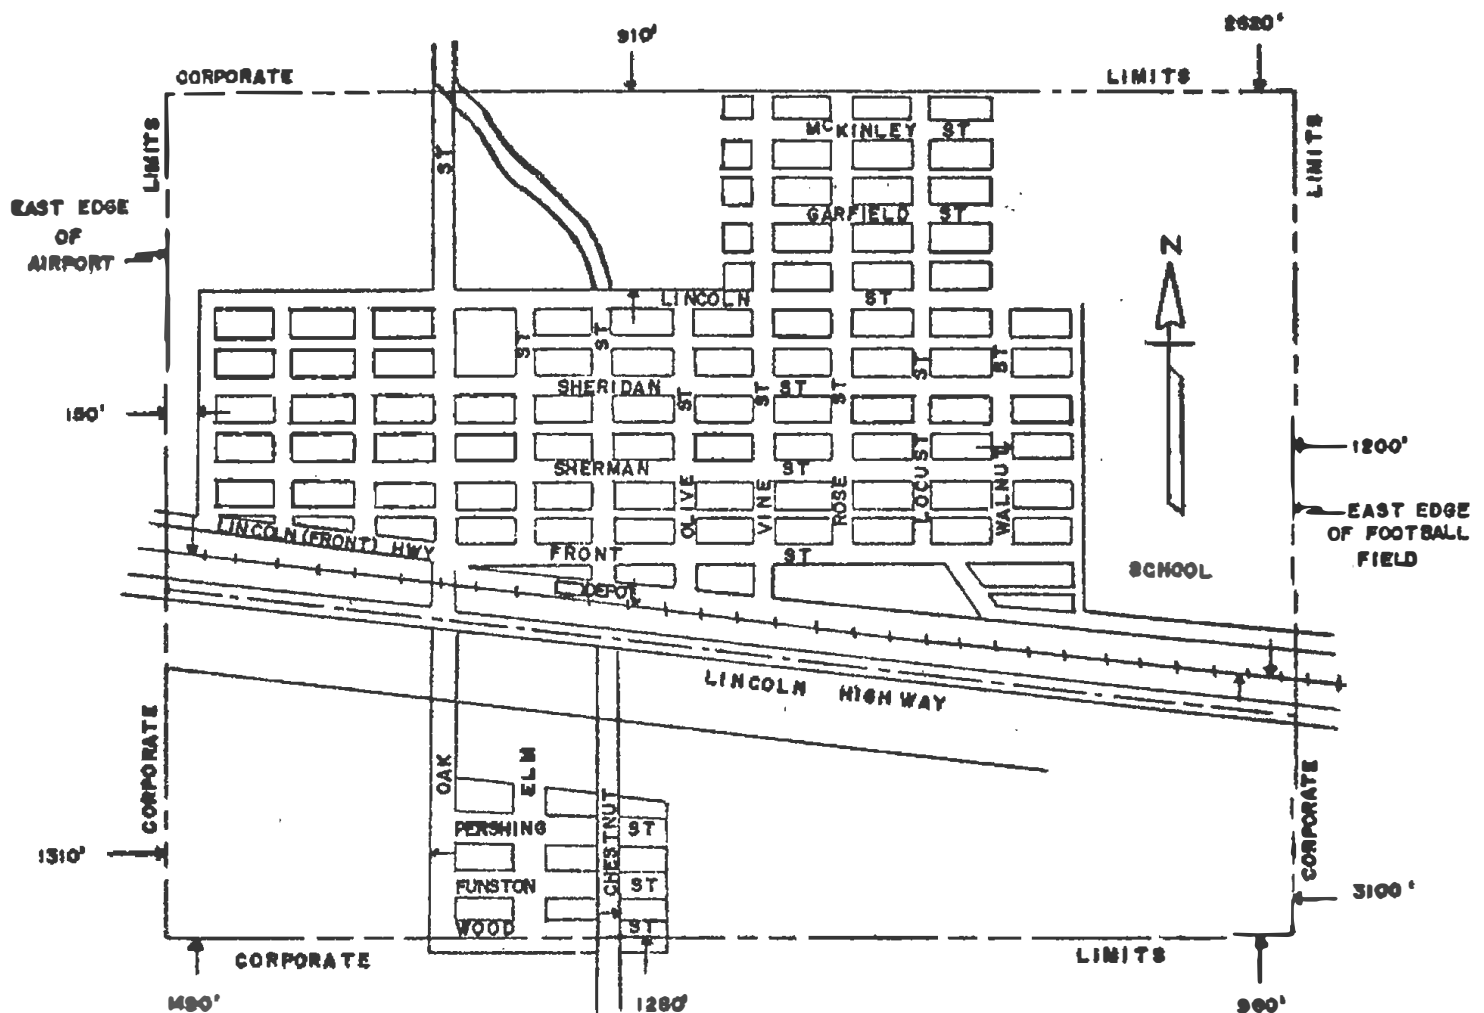 910'
2620'
CORPORATE
LIMITS
LIMITS
LIMITS
ST
MCKINLEY ST
EAST EDGE
OF
AIRPORT
GARFIELD ST
N
LINCOLN ST
ST
ST
ST
ST
SHERIDAN ST
ST
ST
ST
150'
1200'
SHERMAN ST
OLIVE
VINE
ROSE
LOCUST
WALNUT
EAST EDGE
OF FOOTBALL
FIELD
LINCOLN (FRONT) HWY
FRONT ST
SCHOOL
DEPOT
LINCOLN HIGHWAY
CORPORATE
OAK
ELM
CHESTNUT
CORPORATE
PERSHING ST
1310'
FUNSTON ST
3100'
WOOD ST
CORPORATE
LIMITS
1490'
1280'
960'